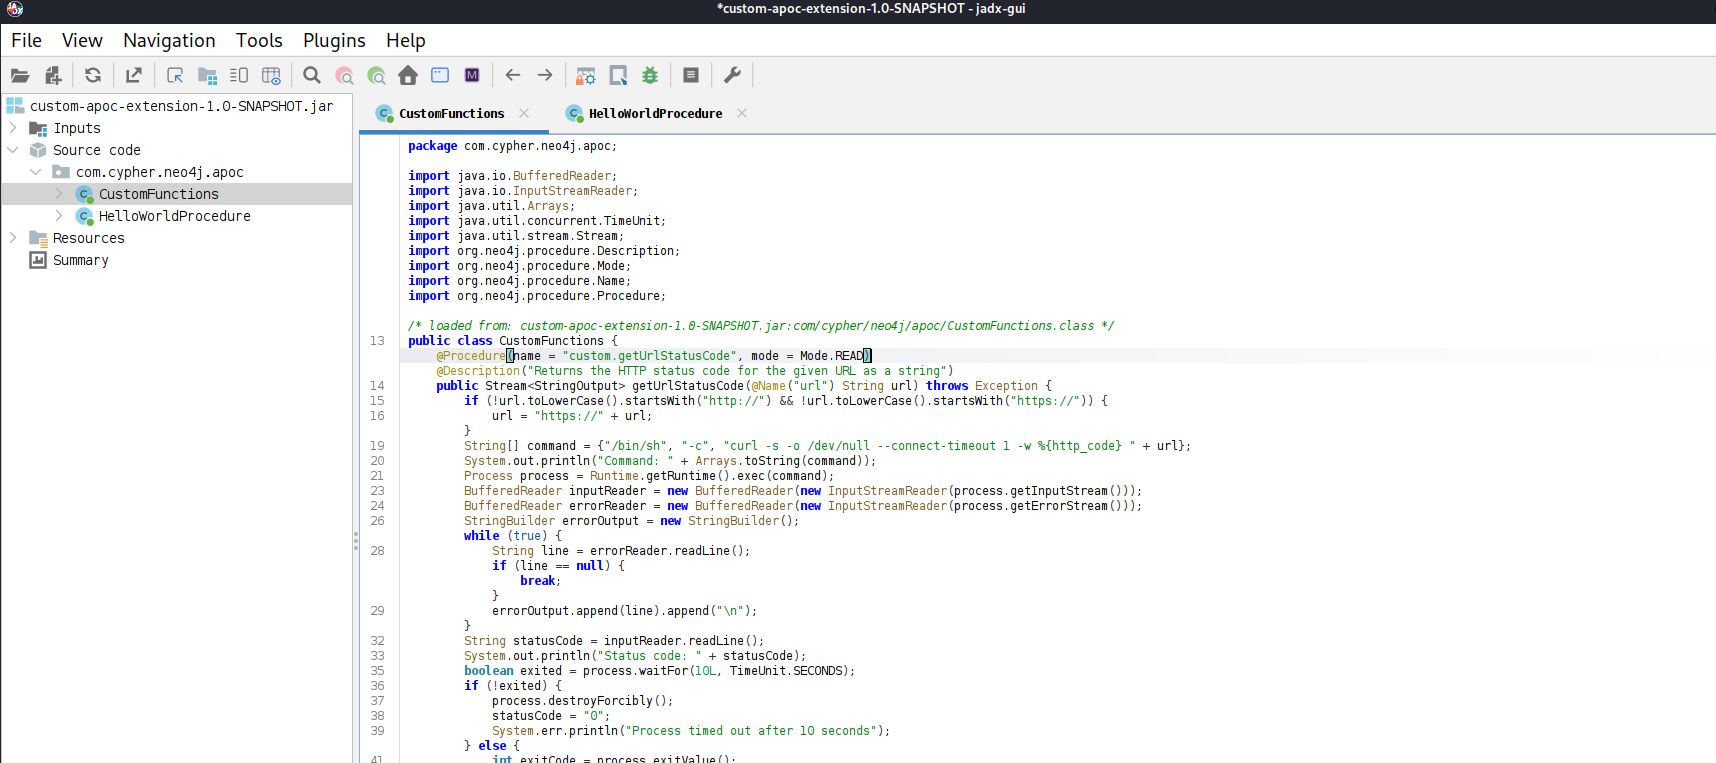 *custom-apoc-extension-1.0-SNAPSHOT - jadx-gui
File View Navigation Tools Plugins Help
custom-apoc-extension-1.0-SNAPSHOT.jar
Inputs
Source code
com.cypher.neo4j.apoc
CustomFunctions
HelloWorldProcedure
Resources
Summary
CustomFunctions
HelloWorldProcedure
package com.cypher.neo4j.apoc;
import java.io.BufferedReader;
import java.io.InputStreamReader;
import java.util.Arrays;
import java.util.concurrent.TimeUnit;
import java.util.stream.Stream;
import org.neo4j.procedure.Description;
import org.neo4j.procedure.Mode;
import org.neo4j.procedure.Name;
import org.neo4j.procedure.Procedure;
/* loaded from: custom-apoc-extension-1.0-SNAPSHOT.jar:com/cypher/neo4j/apoc/CustomFunctions.class */
13 public class CustomFunctions {
@Procedure(name = "custom.getUrlStatusCode", mode = Mode.READ)
@Description("Returns the HTTP status code for the given URL as a string")
14 public Stream<StringOutput> getUrlStatusCode(@Name("url") String url) throws Exception {
15 if (!url.toLowerCase().startsWith("http://") && !url.toLowerCase().startsWith("https://")) {
16 url = "https://" + url;
}
19 String[] command = {"/bin/sh", "-c", "curl -s -o /dev/null --connect-timeout 1 -w %{http_code} " + url};
20 System.out.println("Command: " + Arrays.toString(command));
21 Process process = Runtime.getRuntime().exec(command);
23 BufferedReader inputReader = new BufferedReader(new InputStreamReader(process.getInputStream()));
24 BufferedReader errorReader = new BufferedReader(new InputStreamReader(process.getErrorStream()));
26 StringBuilder errorOutput = new StringBuilder();
while (true) {
28 String line = errorReader.readLine();
if (line == null) {
break;
}
29 errorOutput.append(line).append("\n");
}
32 String statusCode = inputReader.readLine();
33 System.out.println("Status code: " + statusCode);
35 boolean exited = process.waitFor(10L, TimeUnit.SECONDS);
36 if (!exited) {
37 process.destroyForcibly();
38 statusCode = "0";
39 System.err.println("Process timed out after 10 seconds");
} else {
41 int exitCode = process.exitValue();